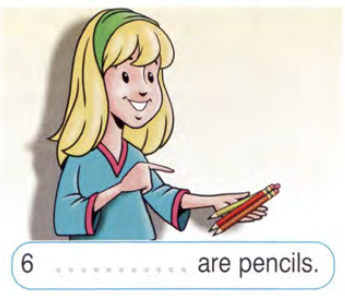 6 ............ are pencils.